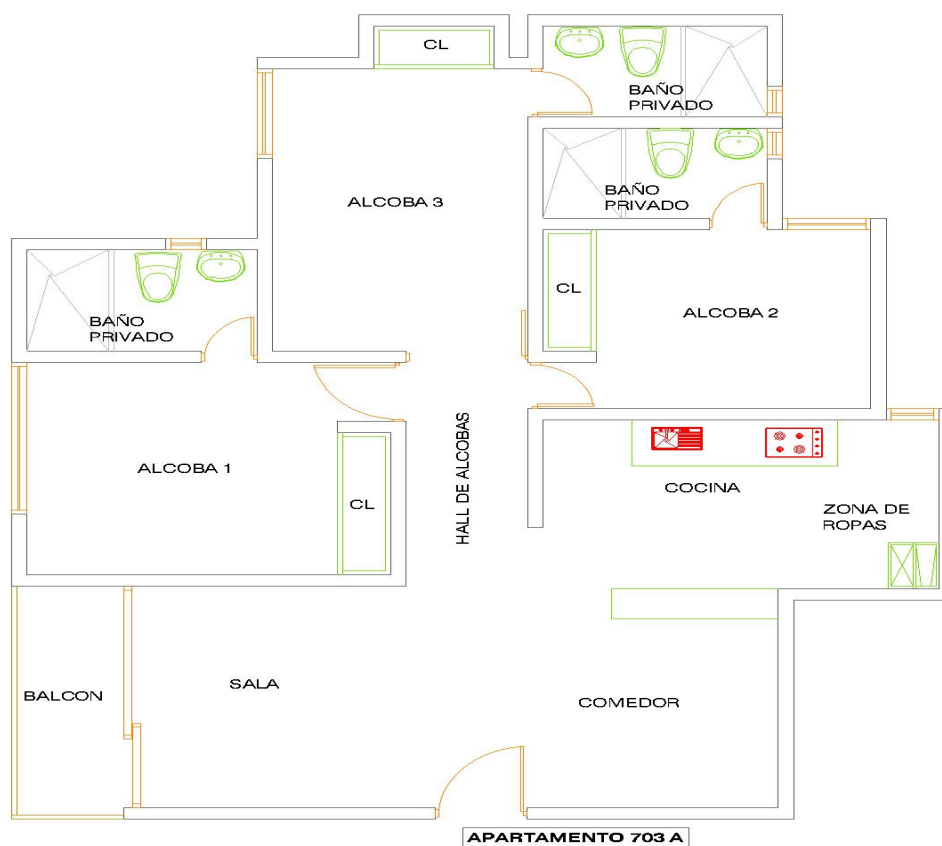 CL
BAÑO
PRIVADO
ALCOBA 3
BAÑO
PRIVADO
CL
ALCOBA 2
BAÑO
PRIVADO
HALL DE ALCOBAS
ALCOBA 1
CL
COCINA
ZONA DE
ROPAS
SALA
BALCON
COMEDOR
APARTAMENTO 703 A